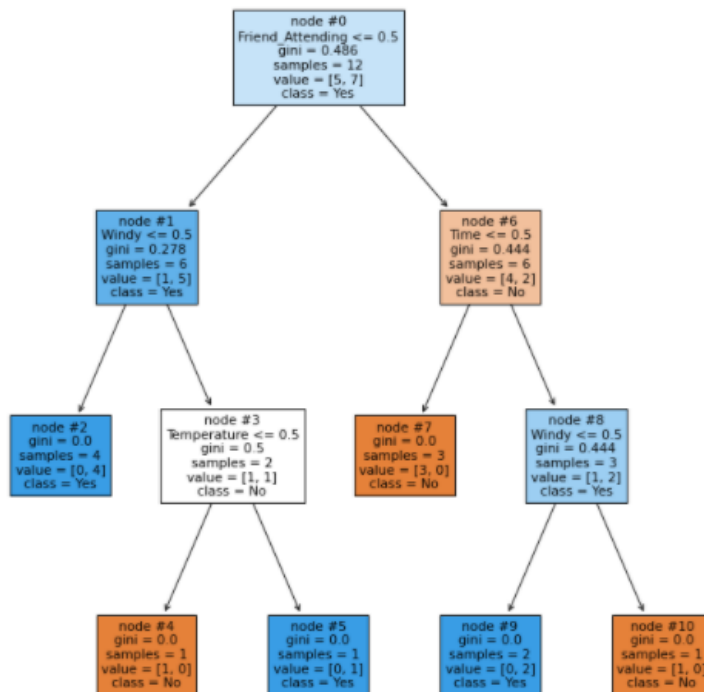 node #0
Friend_Attending <= 0.5
gini = 0.486
samples = 12
value = [5, 7]
class = Yes
node #1
Windy <= 0.5
gini = 0.278
samples = 6
value = [1, 5]
class = Yes
node #6
Time <= 0.5
gini = 0.444
samples = 6
value = [4, 2]
class = No
node #2
gini = 0.0
samples = 4
value = [0, 4]
class = Yes
node #3
Temperature <= 0.5
gini = 0.5
samples = 2
value = [1, 1]
class = No
node #7
gini = 0.0
samples = 3
value = [3, 0]
class = No
node #8
Windy <= 0.5
gini = 0.444
samples = 3
value = [1, 2]
class = Yes
node #4
gini = 0.0
samples = 1
value = [1, 0]
class = No
node #5
gini = 0.0
samples = 1
value = [0, 1]
class = Yes
node #9
gini = 0.0
samples = 2
value = [0, 2]
class = Yes
node #10
gini = 0.0
samples = 1
value = [1, 0]
class = No